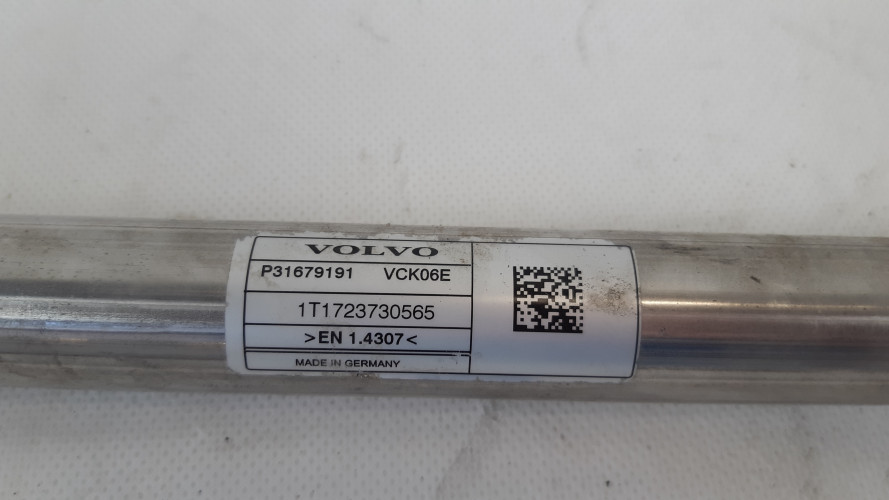 VOLVO
P31679191 VCK06E
1T1723730565
>EN 1.4307<
MADE IN GERMANY